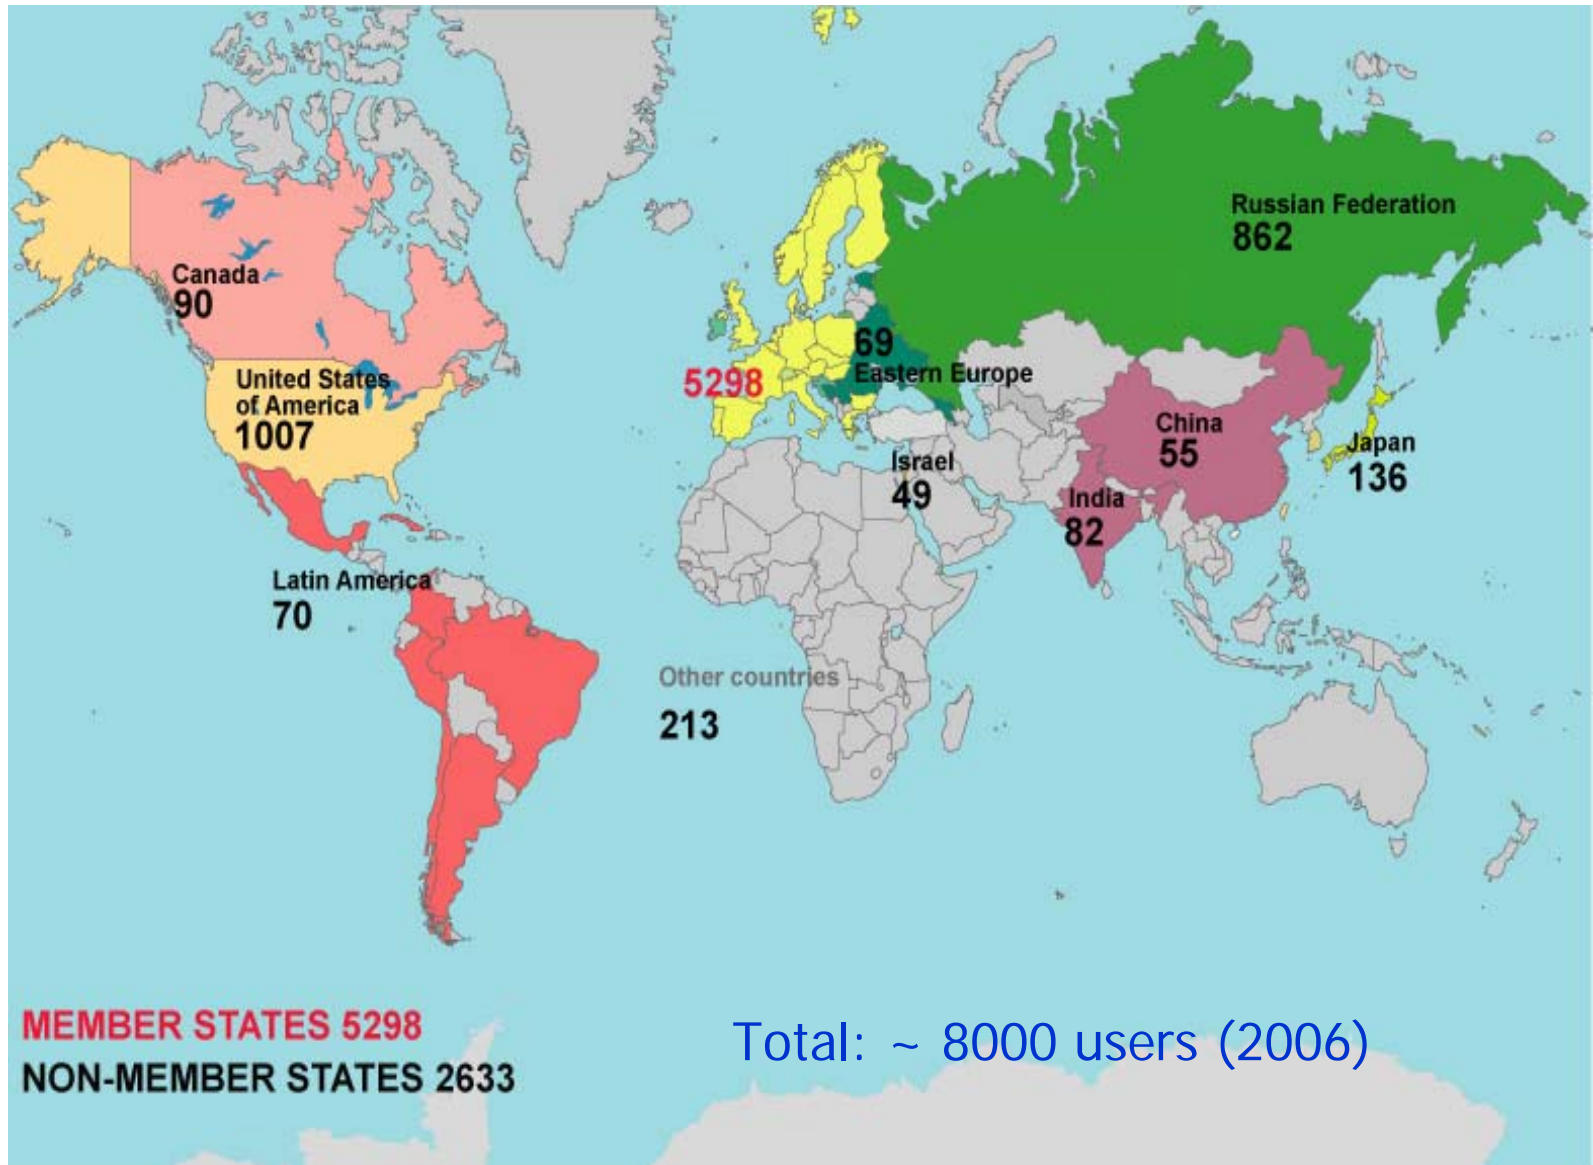 Russian Federation
862
Canada
90
69
Eastern Europe
5298
United States
of America
1007
China
55
Japan
136
Israel
49
India
82
Latin America
70
Other countries
213
MEMBER STATES 5298
NON-MEMBER STATES 2633
Total: ~ 8000 users (2006)